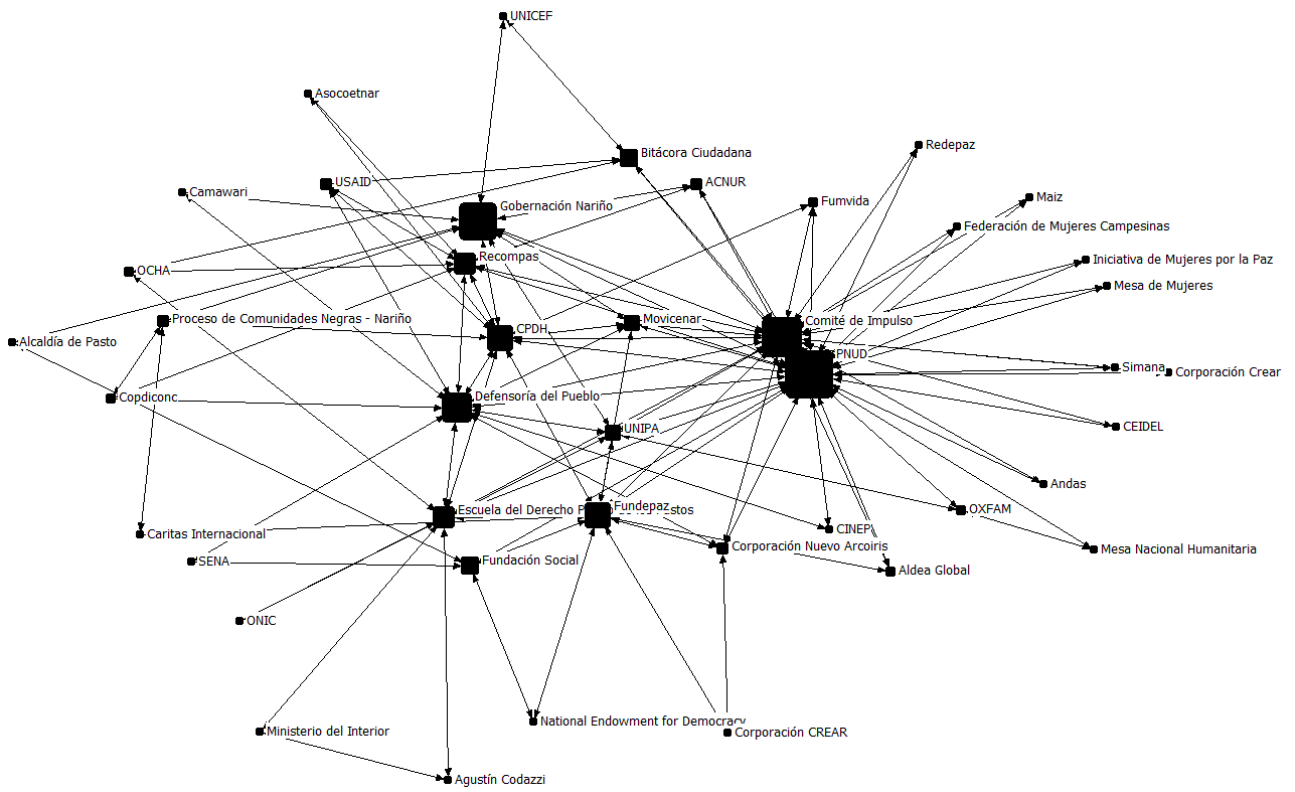 UNICEF
Asocoetnar
Redepaz
Bitácora Ciudadana
USAID
ACNUR
Camawari
Maiz
Fumvida
Gobernación Nariño
Federación de Mujeres Campesinas
Recompas
Iniciativa de Mujeres por la Paz
OCHA
Mesa de Mujeres
Proceso de Comunidades Negras - Nariño
Comité de Impulso
Movicenar
CPDH
Alcaldía de Pasto
PNUD
Simana
Corporación Crear
Copdiconc
Defensoría del Pueblo
CEIDEL
UNIPA
Andas
Escuela del Derecho P
stos
Fundepaz
OXFAM
CINEP
Caritas Internacional
Corporación Nuevo Arcoiris
Mesa Nacional Humanitaria
SENA
Fundación Social
Aldea Global
ONIC
National Endowment for Democracy
Ministerio del Interior
Corporación CREAR
Agustín Codazzi